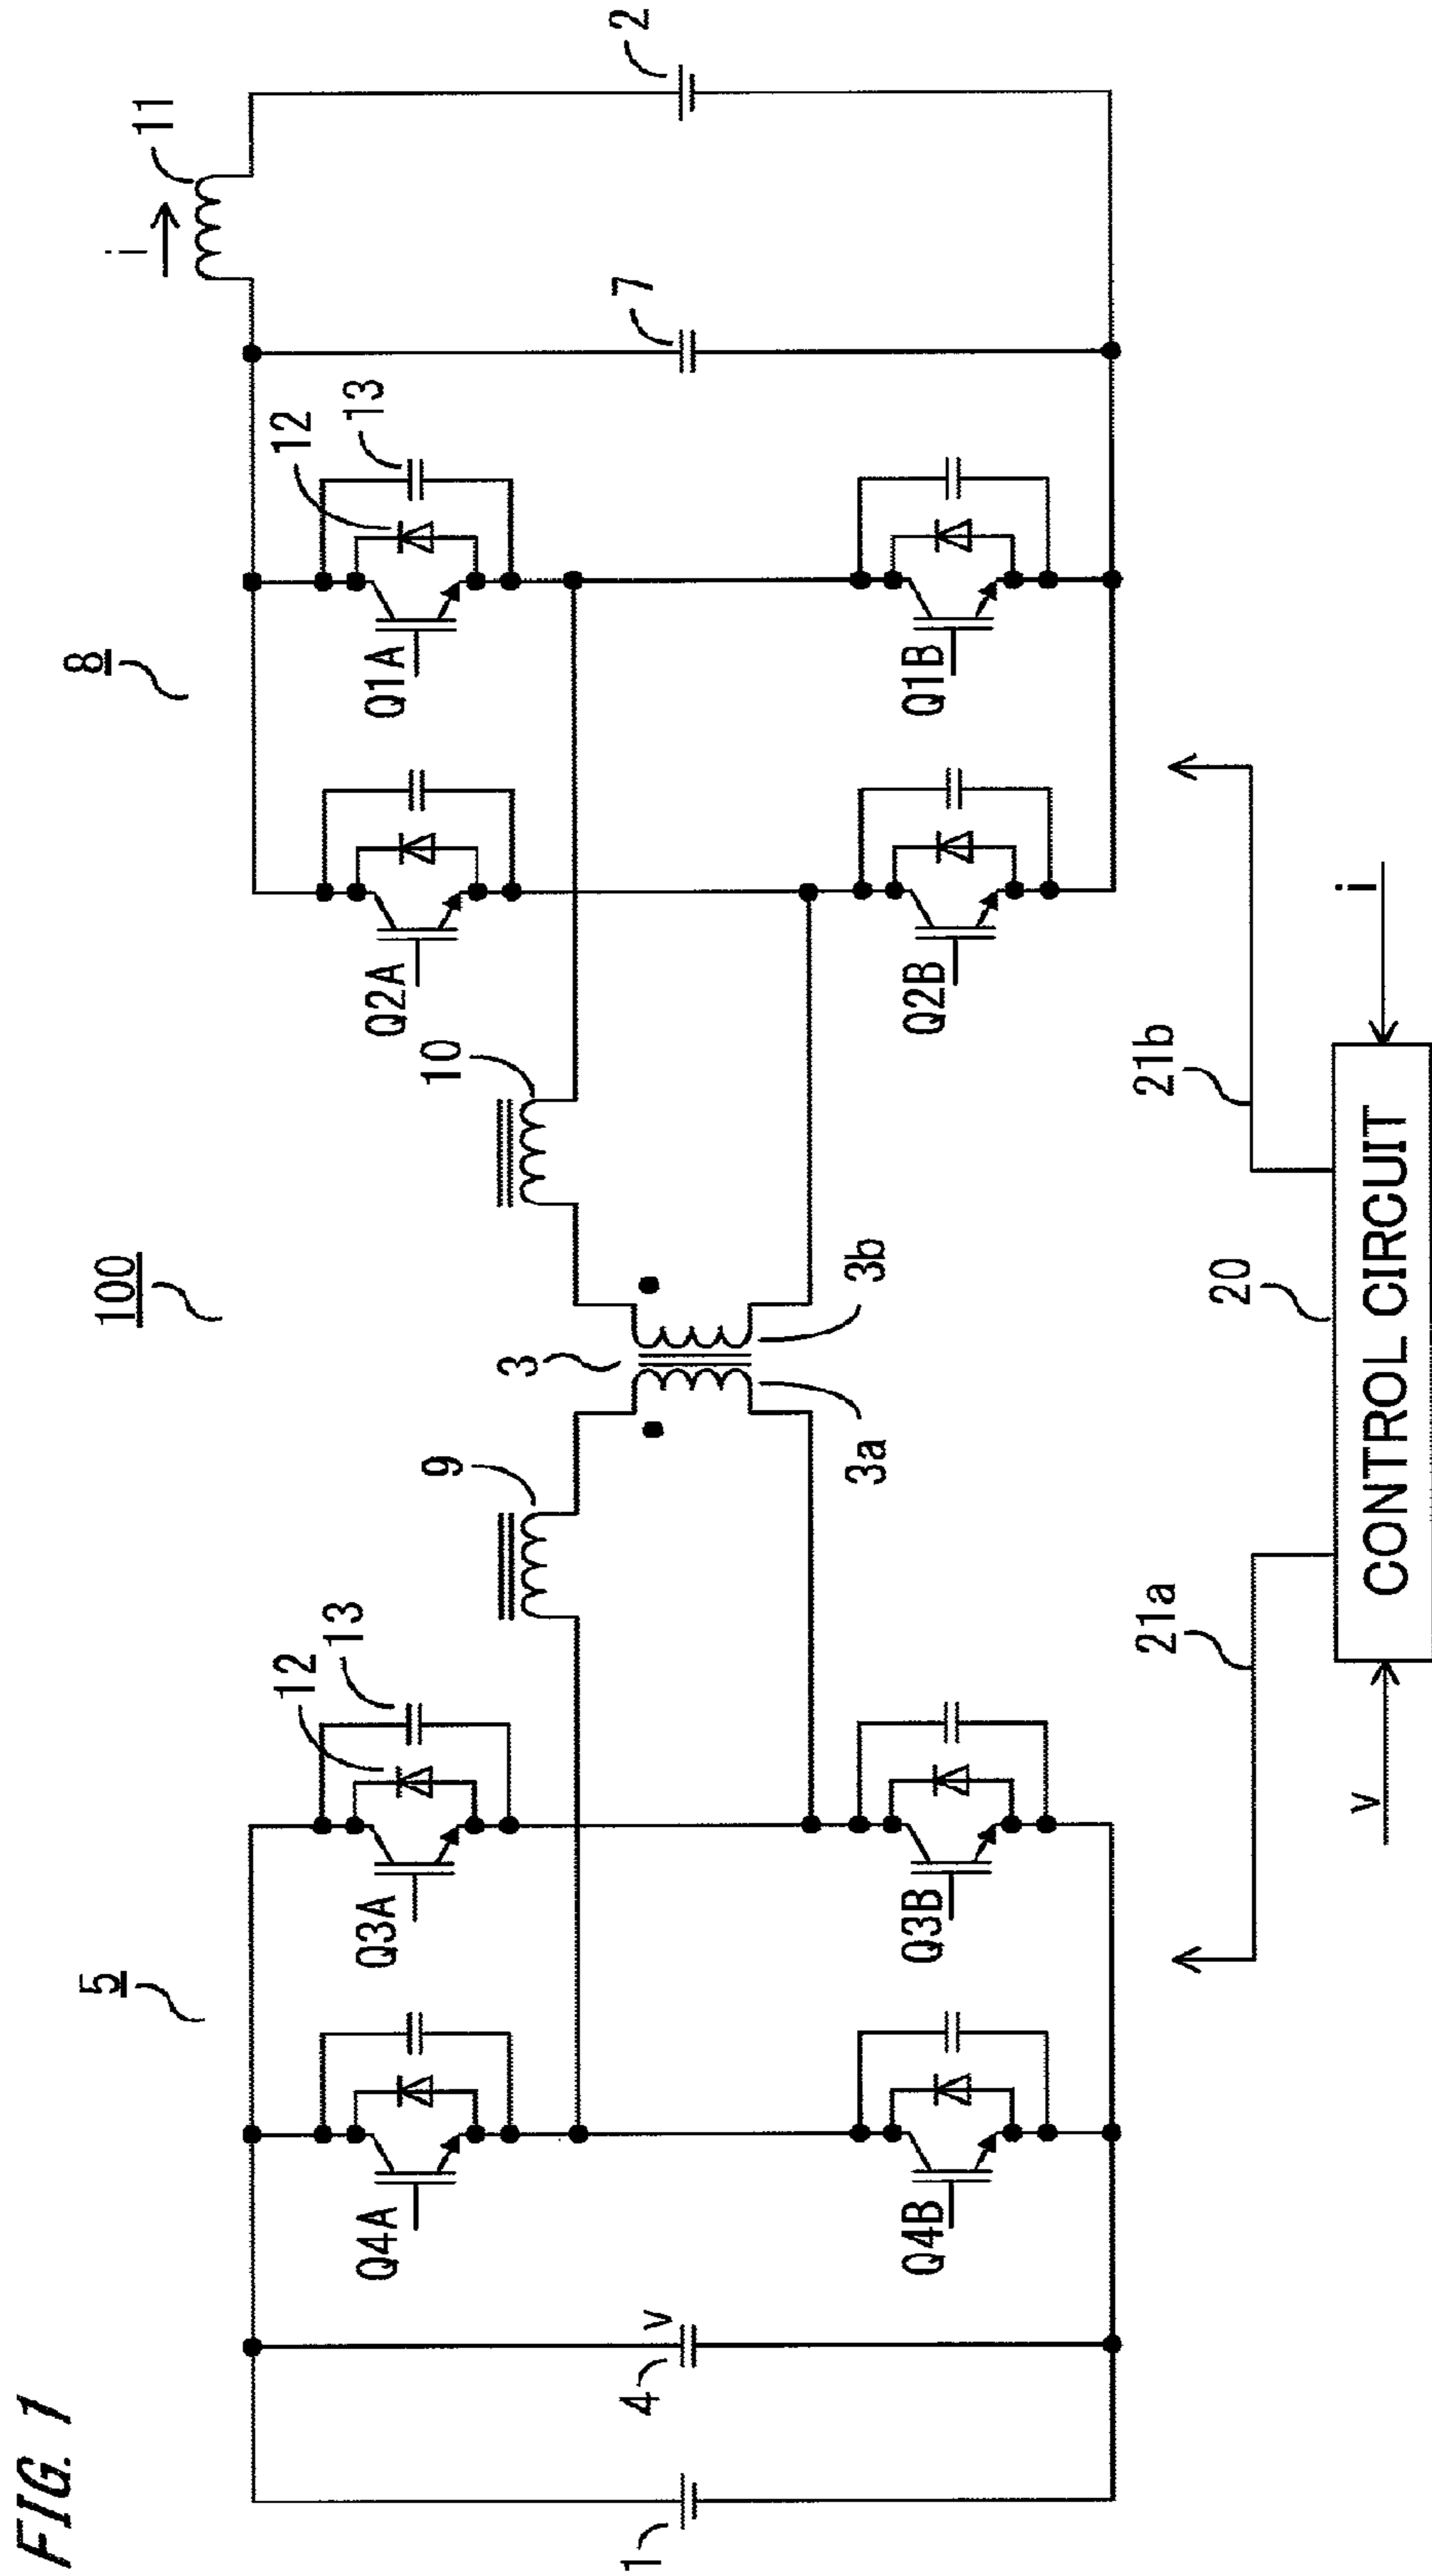 FIG. 1
100
5
8
i
11
12
13
12
13
Q4A
Q3A
9
10
Q2A
Q1A
3
1
4
v
7
2
3a
3b
Q4B
Q3B
Q2B
Q1B
21a
21b
20
v
CONTROL CIRCUIT
i